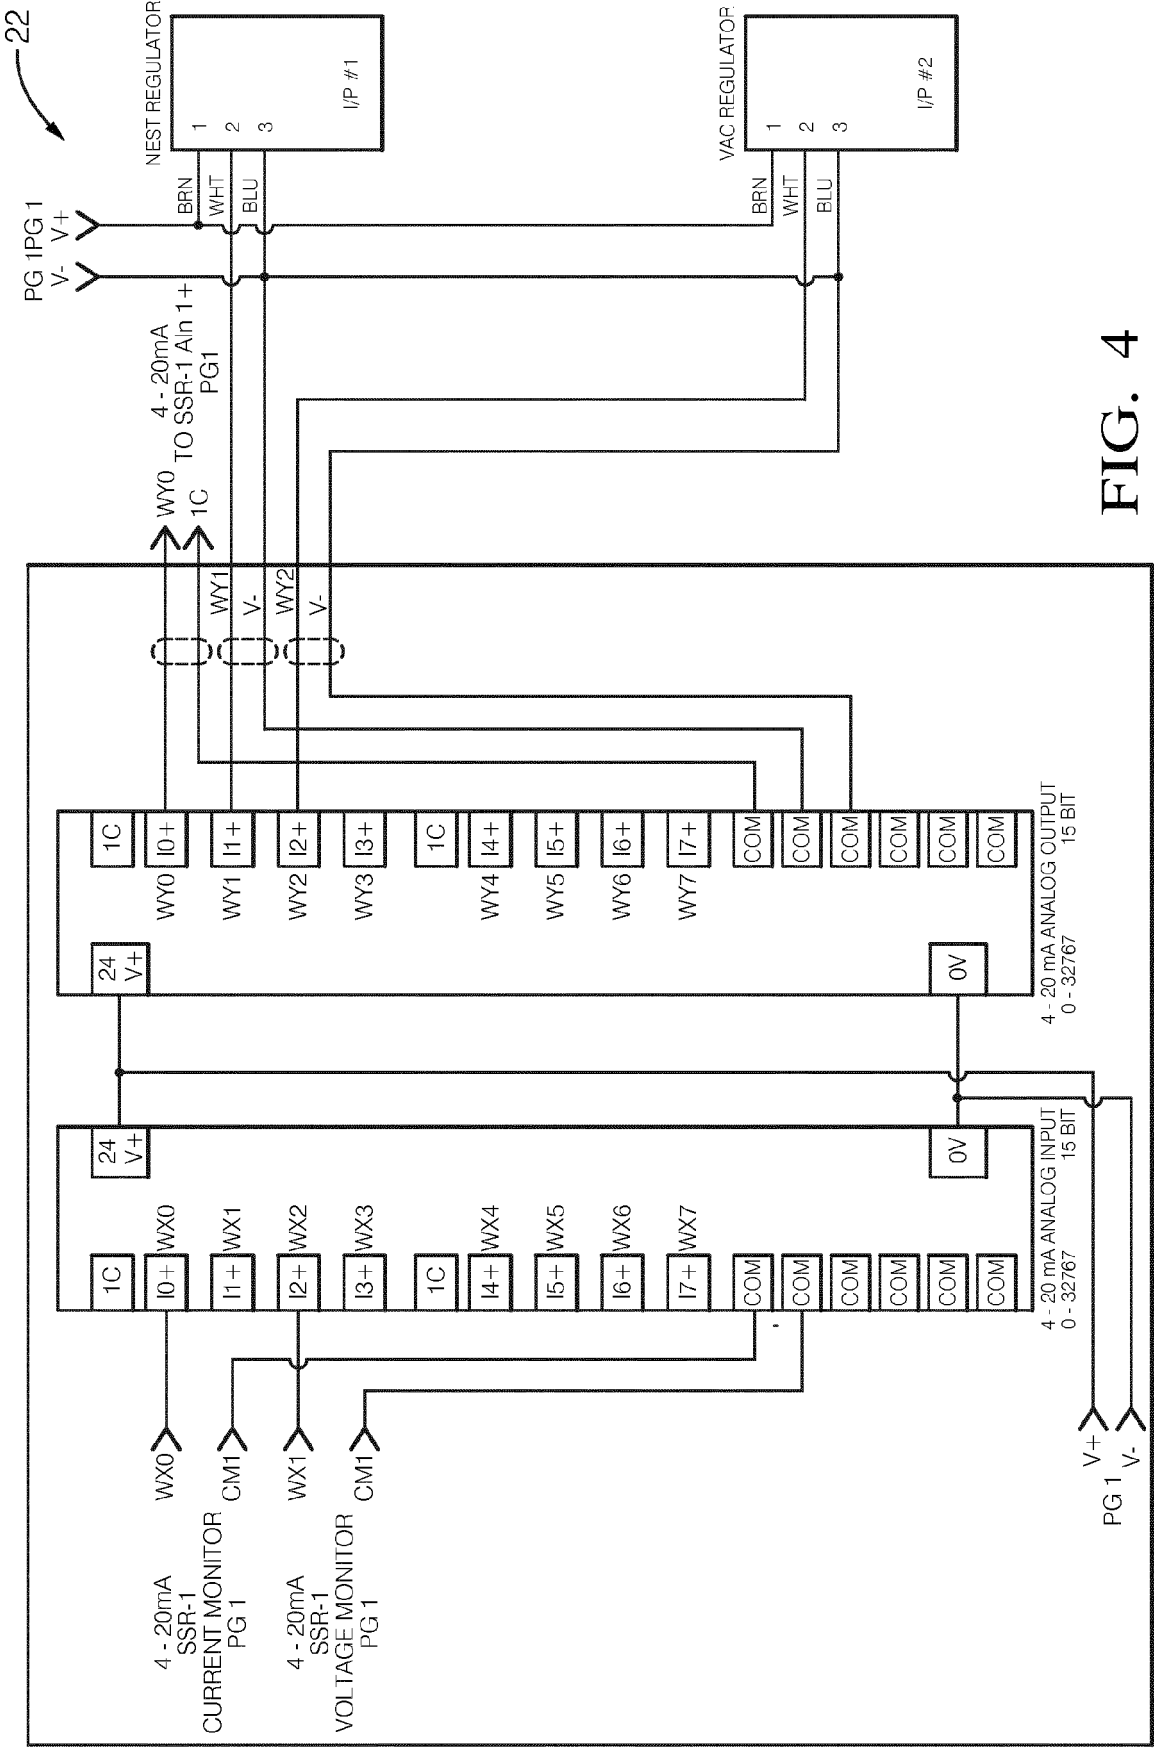 22
NEST REGULATOR
1
2
3
I/P #1
VAC REGULATOR
1
2
3
I/P #2
BRN
WHT
BLU
BRN
WHT
BLU
PG 1
PG 1
V+
V-
4 - 20mA
TO SSR-1 AIn 1+
PG1
WY0
1C
WY1
V-
WY2
V-
FIG. 4
1C
I0+
I1+
I2+
I3+
1C
I4+
I5+
I6+
I7+
COM
COM
COM
COM
COM
COM
WY0
WY1
WY2
WY3
WY4
WY5
WY6
WY7
24
V+
0V
4 - 20 mA ANALOG OUTPUT
0 - 32767 15 BIT
24
V+
0V
WX0
WX1
WX2
WX3
WX4
WX5
WX6
WX7
1C
I0+
I1+
I2+
I3+
1C
I4+
I5+
I6+
I7+
COM
COM
COM
COM
COM
COM
4 - 20 mA ANALOG INPUT
0 - 32767 15 BIT
WX0
CM1
WX1
CM1
4 - 20mA
SSR-1
CURRENT MONITOR
PG 1
4 - 20mA
SSR-1
VOLTAGE MONITOR
PG 1
V+
PG 1
V-